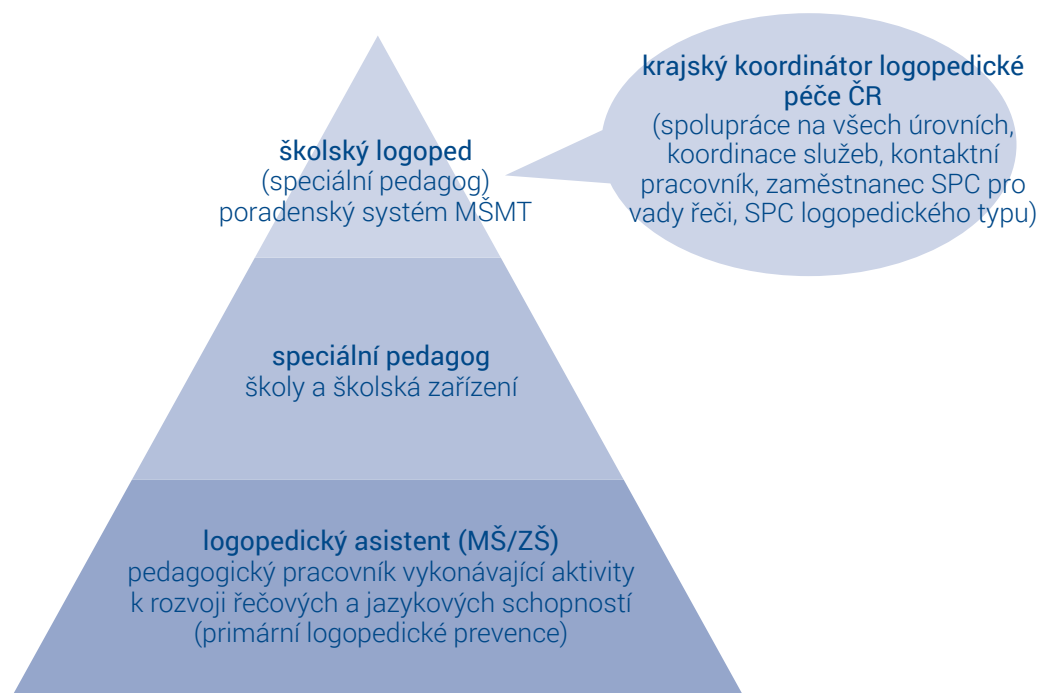 krajský koordinátor logopedické
péče ČR
(spolupráce na všech úrovních,
koordinace služeb, kontaktní
pracovník, zaměstnanec SPC pro
vady řeči, SPC logopedického typu)
školský logoped
(speciální pedagog)
poradenský systém MŠMT
speciální pedagog
školy a školská zařízení
logopedický asistent (MŠ/ZŠ)
pedagogický pracovník vykonávající aktivity
k rozvoji řečových a jazykových schopností
(primární logopedické prevence)